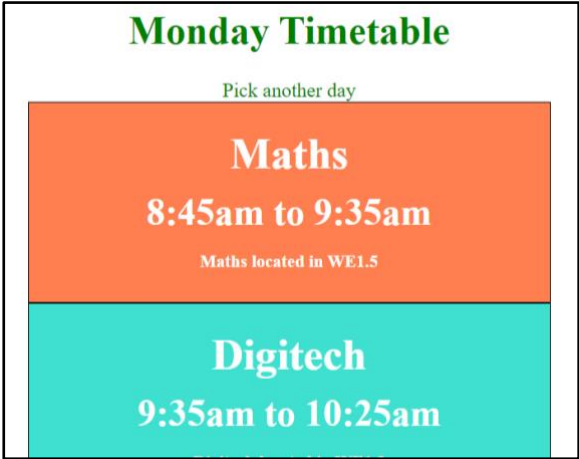 Monday Timetable
Pick another day
Maths
8:45am to 9:35am
Maths located in WE1.5
Digitech
9:35am to 10:25am